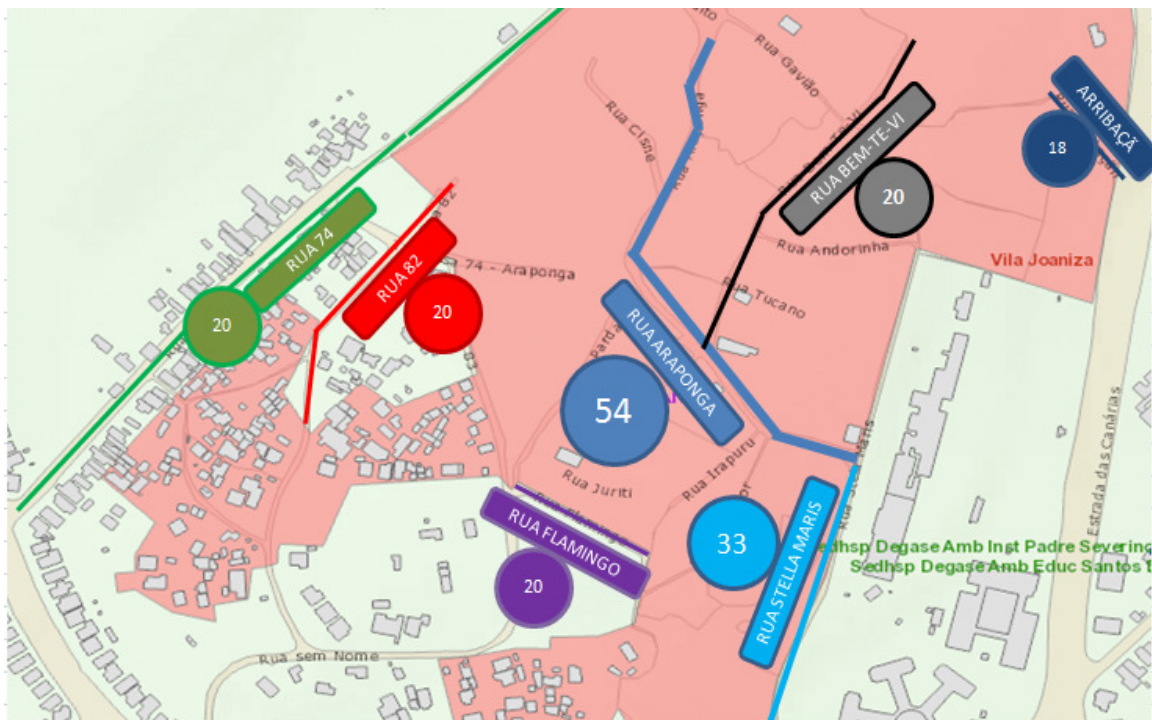 Rua Gavião
ARRIBAÇÃ
18
Rua Cisne
RUA BEM-TE-VI
20
RUA 74
20
82
RUA 82
20
74 - Araponga
Rua Andorinha
Vila Joaniza
Rua Tucano
RUA ARAPONGA
54
Rua Irapuru
Rua Juriti
RUA FLAMINGO
20
33
RUA STELLA MARIS
Estrada das Canárias
edhsp Degase Amb Inst Padre Severino
Sedhsp Degase Amb Educ Santos
Rua sem Nome